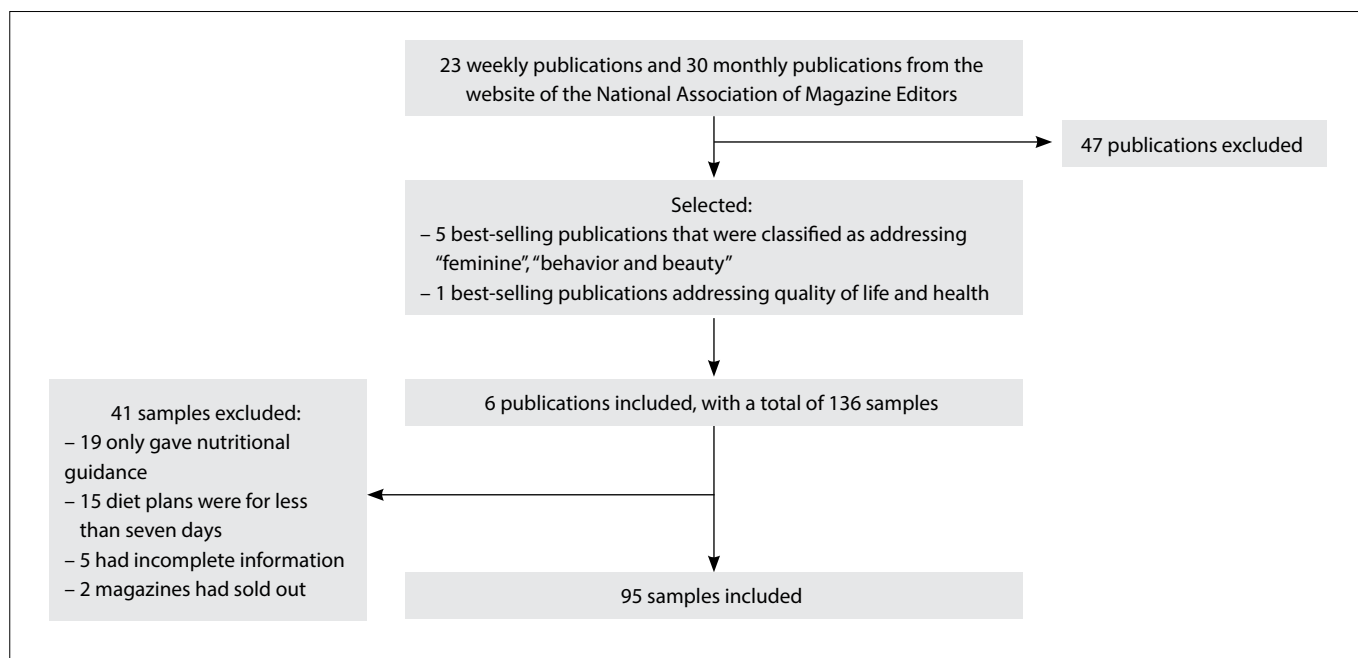 23 weekly publications and 30 monthly publications from the
website of the National Association of Magazine Editors
47 publications excluded
Selected:
– 5 best-selling publications that were classified as addressing
“feminine”, “behavior and beauty”
– 1 best-selling publications addressing quality of life and health
6 publications included, with a total of 136 samples
41 samples excluded:
– 19 only gave nutritional
guidance
– 15 diet plans were for less
than seven days
– 5 had incomplete information
– 2 magazines had sold out
95 samples included